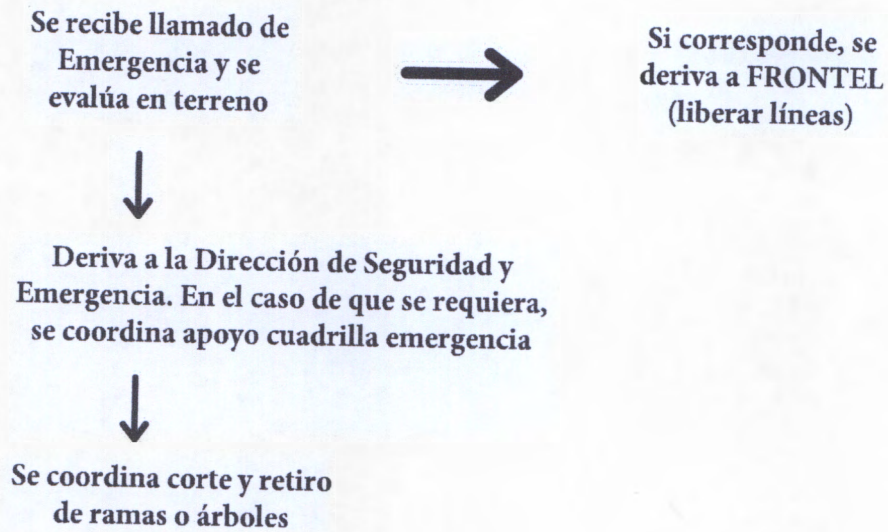 Se recibe llamado de
Emergencia y se
evalúa en terreno
Si corresponde, se
deriva a FRONTEL
(liberar líneas)
Deriva a la Dirección de Seguridad y
Emergencia. En el caso de que se requiera,
se coordina apoyo cuadrilla emergencia
Se coordina corte y retiro
de ramas o árboles